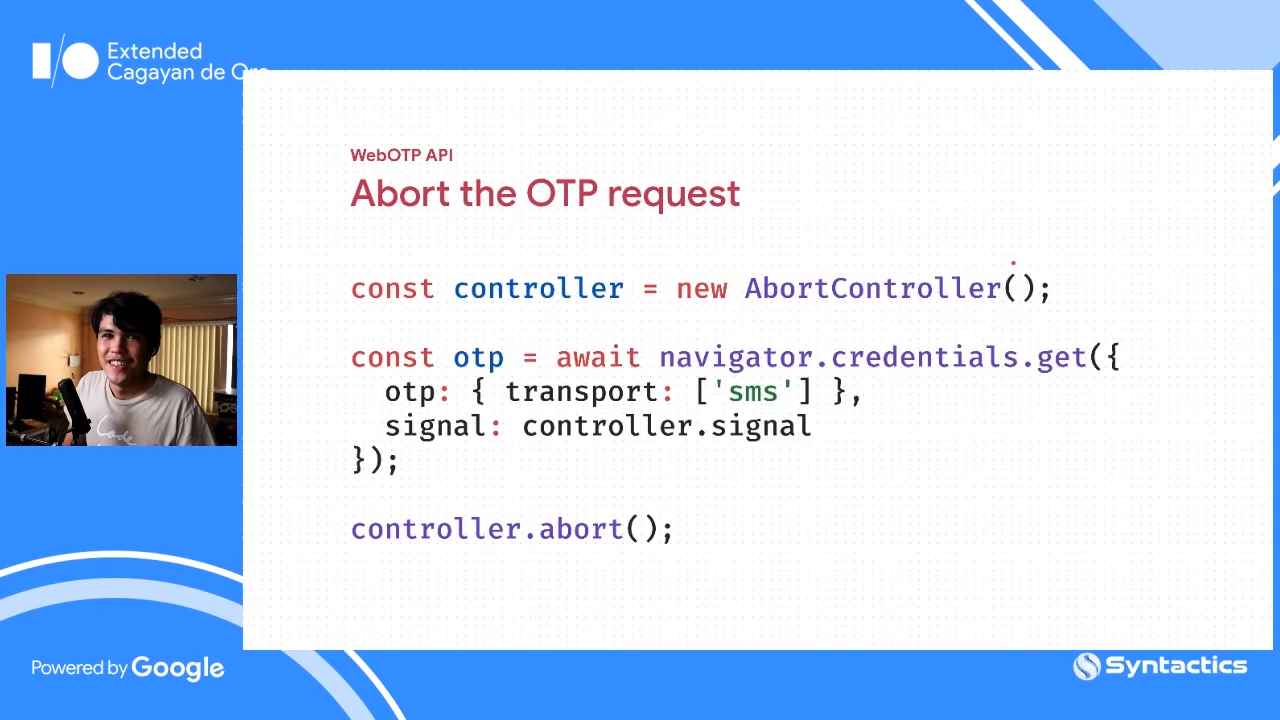 I/O Extended
Cagayan de Oro
WebOTP API
Abort the OTP request
const controller = new AbortController();
const otp = await navigator.credentials.get({
  otp: { transport: ['sms'] },
  signal: controller.signal
});
controller.abort();
Code
Powered by Google
Syntactics